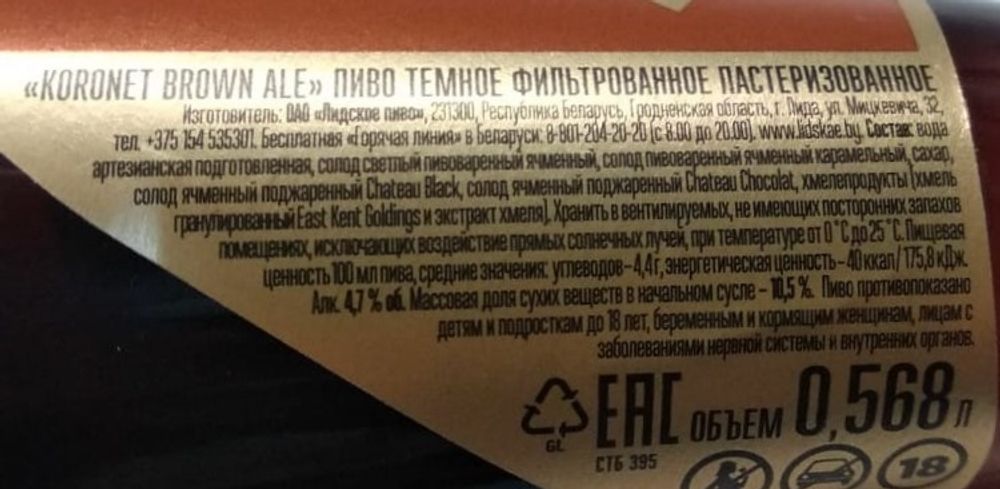 «KORONET BROWN ALE» ПИВО ТЕМНОЕ ФИЛЬТРОВАННОЕ ПАСТЕРИЗОВАННОЕ
Изготовитель: ОАО «Лидское пиво», 231300, Республика Беларусь, Гродненская область, г. Лида, ул. Мицкевича, 32,
тел. +375 154 535301. Бесплатная «Горячая линия» в Беларуси: 8-801-204-20-20 (с 8.00 до 20.00). www.lidskae.by. Состав: вода
артезианская подготовленная, солод светлый пивоваренный ячменный, солод пивоваренный ячменный карамельный, сахар,
солод ячменный поджаренный Chateau Black, солод ячменный поджаренный Chateau Chocolat, хмелепродукты (хмель
гранулированный East Kent Goldings и экстракт хмеля). Хранить в вентилируемых, не имеющих посторонних запахов
помещениях, исключающих воздействие прямых солнечных лучей, при температуре от 0°С до 25°С. Пищевая
ценность 100 мл пива, средние значения: углеводов - 4,4 г, энергетическая ценность - 40 ккал/ 175,8 кДж.
Алк. 4,7 % об. Массовая доля сухих веществ в начальном сусле - 10,5 %. Пиво противопоказано
детям и подросткам до 18 лет, беременным и кормящим женщинам, лицам с
заболеваниями нервной системы и внутренних органов.
GL EAC ОБЪЕМ 0,568 л
СТБ 395
18